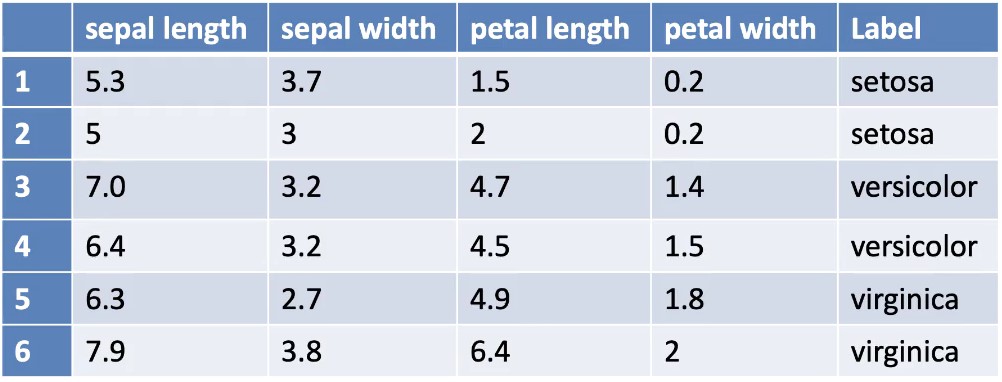 sepal length sepal width petal length petal width Label
1 5.3 3.7 1.5 0.2 setosa
2 5 3 2 0.2 setosa
3 7.0 3.2 4.7 1.4 versicolor
4 6.4 3.2 4.5 1.5 versicolor
5 6.3 2.7 4.9 1.8 virginica
6 7.9 3.8 6.4 2 virginica